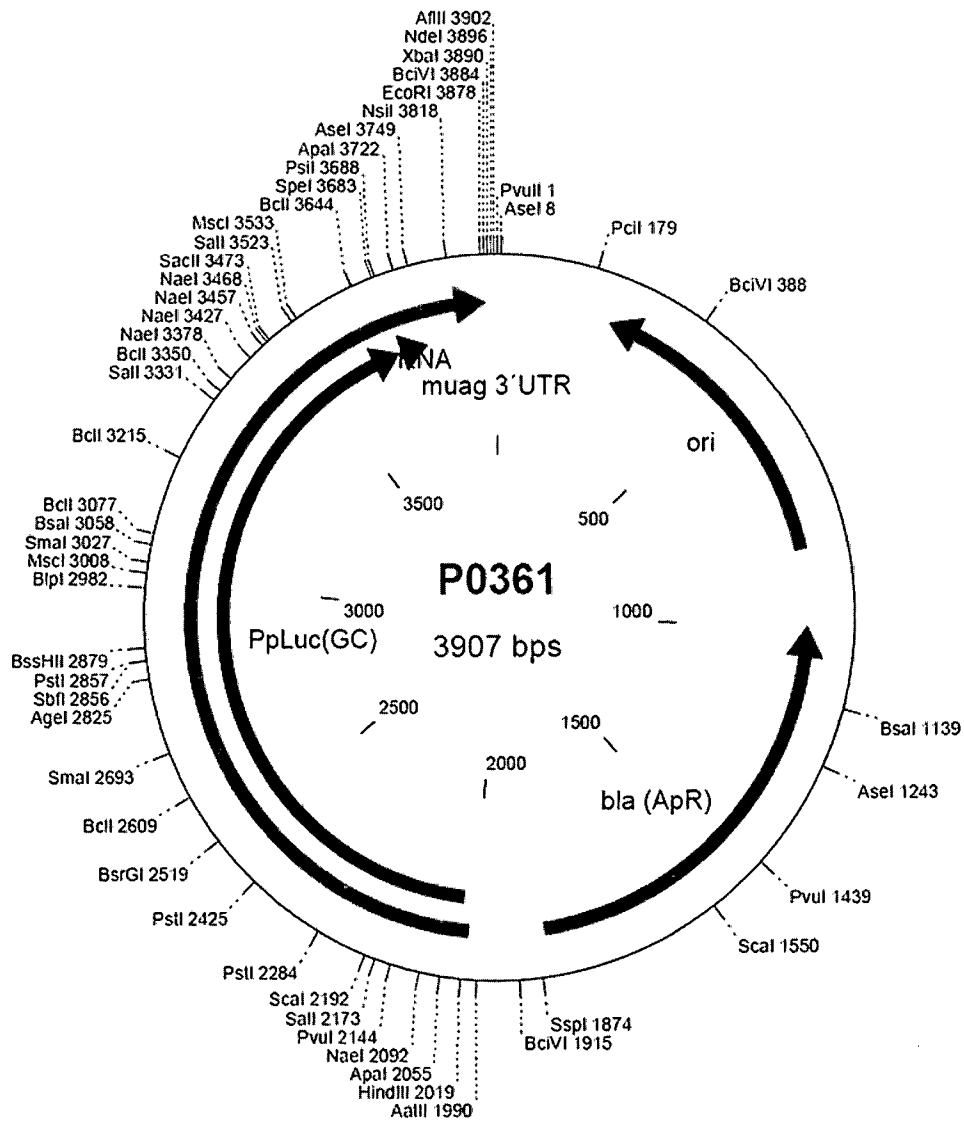 AflII 3902
NdeI 3896
XbaI 3890
BciVI 3884
EcoRI 3878
NsiI 3818
AseI 3749
ApaI 3722
PsiI 3688
SpeI 3683
BclI 3644
MscI 3533
SalI 3523
SacII 3473
NaeI 3468
NaeI 3457
NaeI 3427
NaeI 3378
BclI 3350
SalI 3331
BclI 3215
BclI 3077
BsaI 3058
SmaI 3027
MscI 3008
BlpI 2982
BssHII 2879
PstI 2857
SbfI 2856
AgeI 2825
SmaI 2693
BclI 2609
BsrGI 2519
PstI 2425
PstI 2284
ScaI 2192
SalI 2173
PvuI 2144
NaeI 2092
ApaI 2055
HindIII 2019
AatII 1990
PvuII 1
AseI 8
PciI 179
BciVI 388
BsaI 1139
AseI 1243
PvuI 1439
ScaI 1550
SspI 1874
BciVI 1915
muag 3´UTR
ori
3500
500
P0361
3000
1000
PpLuc(GC)
3907 bps
2500
1500
2000
bla (ApR)